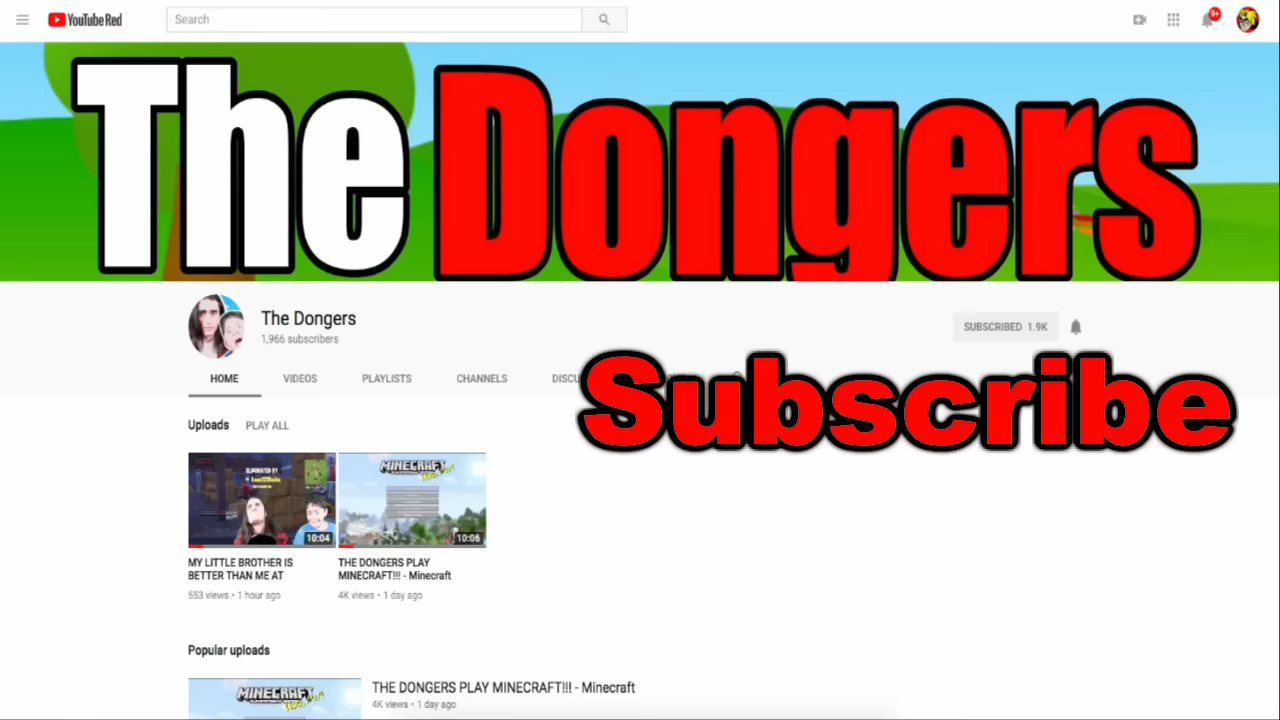 YouTube Red
Search
9+
The Dongers
The Dongers
1,966 subscribers
SUBSCRIBED 1.9K
HOME
VIDEOS
PLAYLISTS
CHANNELS
DISCU
Subscribe
Uploads
PLAY ALL
ELIMINATED BY
10:04
MINECRAFT
10:06
MY LITTLE BROTHER IS
BETTER THAN ME AT
553 views • 1 hour ago
THE DONGERS PLAY
MINECRAFT!!! - Minecraft
4K views • 1 day ago
Popular uploads
MINECRAFT
THE DONGERS PLAY MINECRAFT!!! - Minecraft
4K views • 1 day ago